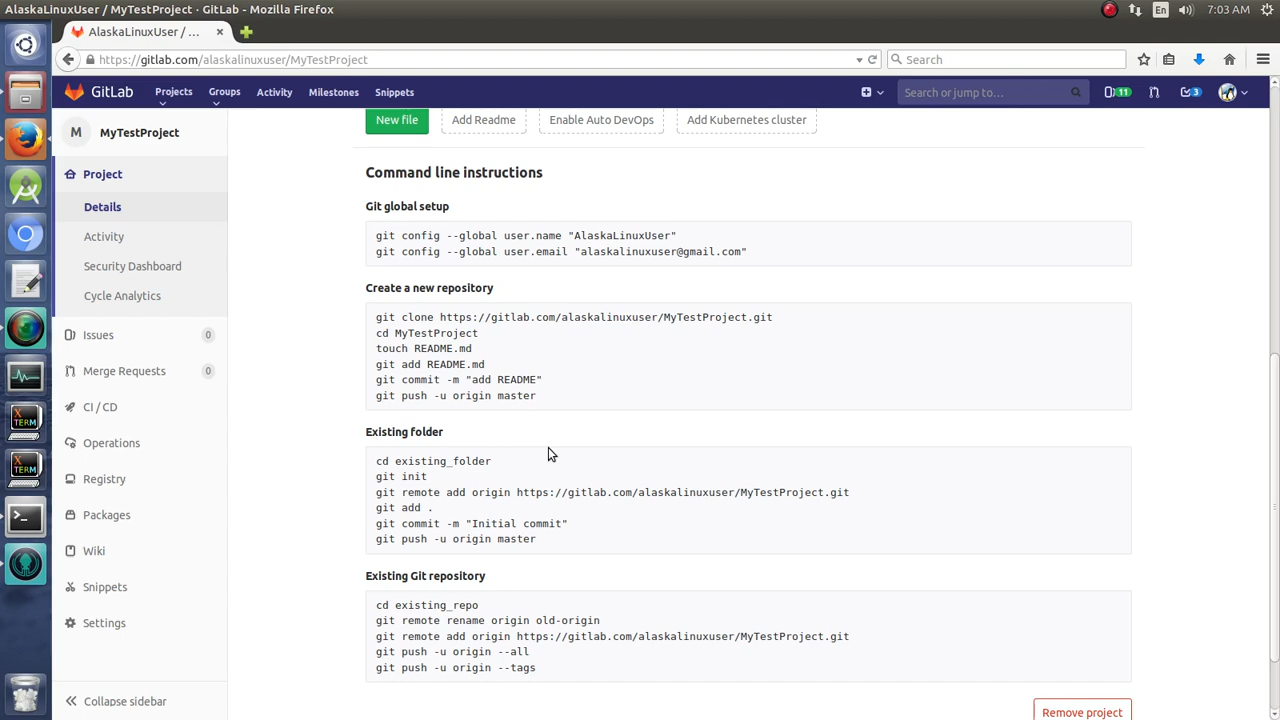 AlaskaLinuxUser / MyTestProject · GitLab - Mozilla Firefox
En
7:03 AM
AlaskaLinuxUser / ...
https://gitlab.com/alaskalinuxuser/MyTestProject
Search
GitLab
Projects
Groups
Activity
Milestones
Snippets
Search or jump to...
11
3
M
MyTestProject
Project
Details
Activity
Security Dashboard
Cycle Analytics
Issues
0
Merge Requests
0
CI / CD
Operations
Registry
Packages
Wiki
Snippets
Settings
Collapse sidebar
New file
Add Readme
Enable Auto DevOps
Add Kubernetes cluster
Command line instructions
Git global setup
git config --global user.name "AlaskaLinuxUser"
git config --global user.email "alaskalinuxuser@gmail.com"
Create a new repository
git clone https://gitlab.com/alaskalinuxuser/MyTestProject.git
cd MyTestProject
touch README.md
git add README.md
git commit -m "add README"
git push -u origin master
Existing folder
cd existing_folder
git init
git remote add origin https://gitlab.com/alaskalinuxuser/MyTestProject.git
git add .
git commit -m "Initial commit"
git push -u origin master
Existing Git repository
cd existing_repo
git remote rename origin old-origin
git remote add origin https://gitlab.com/alaskalinuxuser/MyTestProject.git
git push -u origin --all
git push -u origin --tags
Remove project
X
TERM
X
TERM